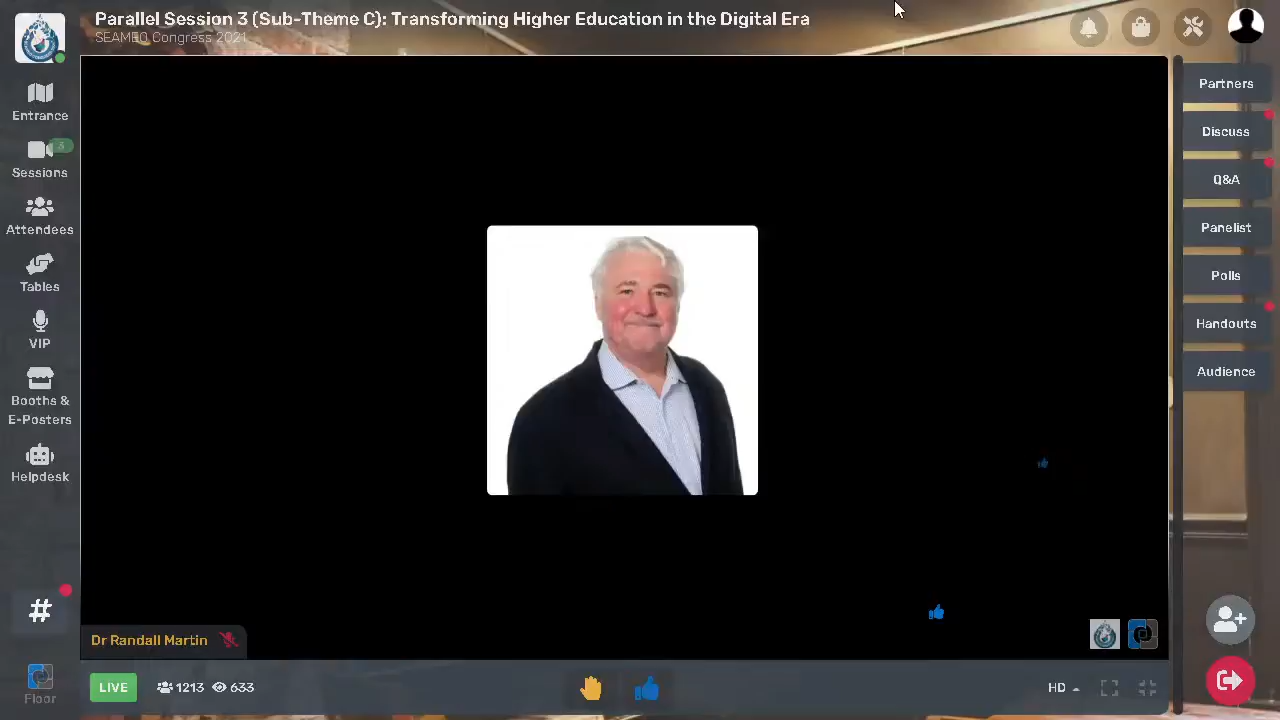 Parallel Session 3 (Sub-Theme C): Transforming Higher Education in the Digital Era
SEAMEO Congress 2021
Entrance
6
Sessions
Attendees
Tables
VIP
Booths &
E-Posters
Helpdesk
#
Floor
Partners
Discuss
Q&A
Panelist
Polls
Handouts
Audience
Dr Randall Martin
LIVE
1213
633
HD